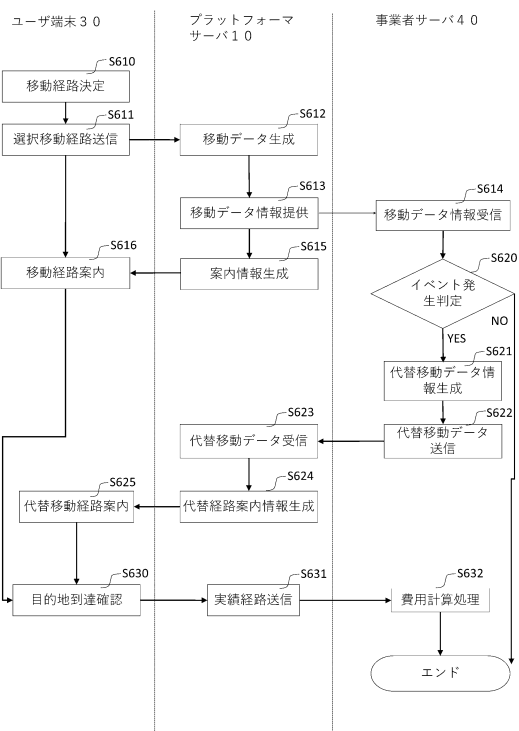 ユーザ端末３０
プラットフォーマ
サーバ１０
事業者サーバ４０
S610
移動経路決定
S611
選択移動経路送信
S612
移動データ生成
S613
移動データ情報提供
S614
移動データ情報受信
S615
案内情報生成
S616
移動経路案内
S620
イベント発
生判定
NO
YES
S621
代替移動データ情
報生成
S622
代替移動データ
送信
S623
代替移動データ受信
S624
代替経路案内情報生成
S625
代替移動経路案内
S630
目的地到達確認
S631
実績経路送信
S632
費用計算処理
エンド